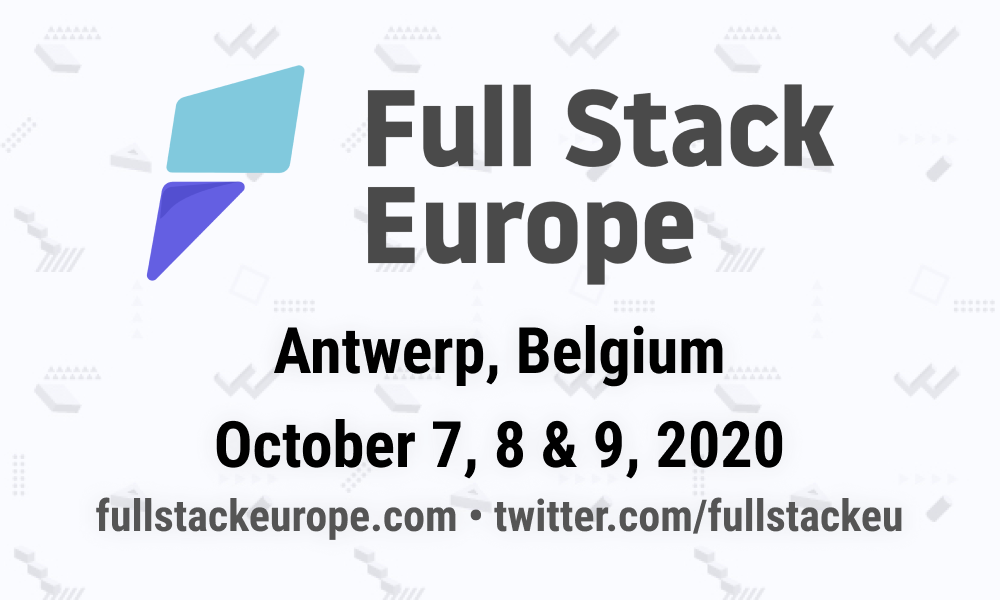 Full Stack
Europe
Antwerp, Belgium
October 7, 8 & 9, 2020
fullstackeurope.com • twitter.com/fullstackeu